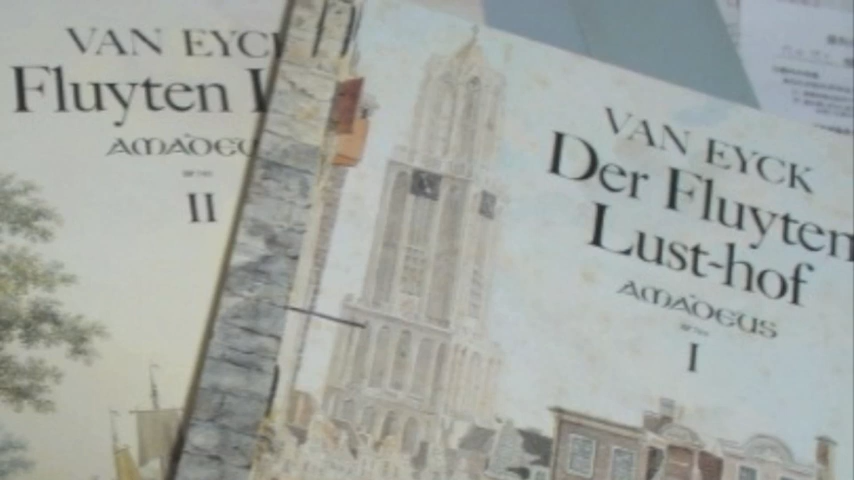 VAN EYCK
Fluyten
AMADEUS
II
VAN EYCK
Der Fluyten
Lust-hof
AMADEUS
I